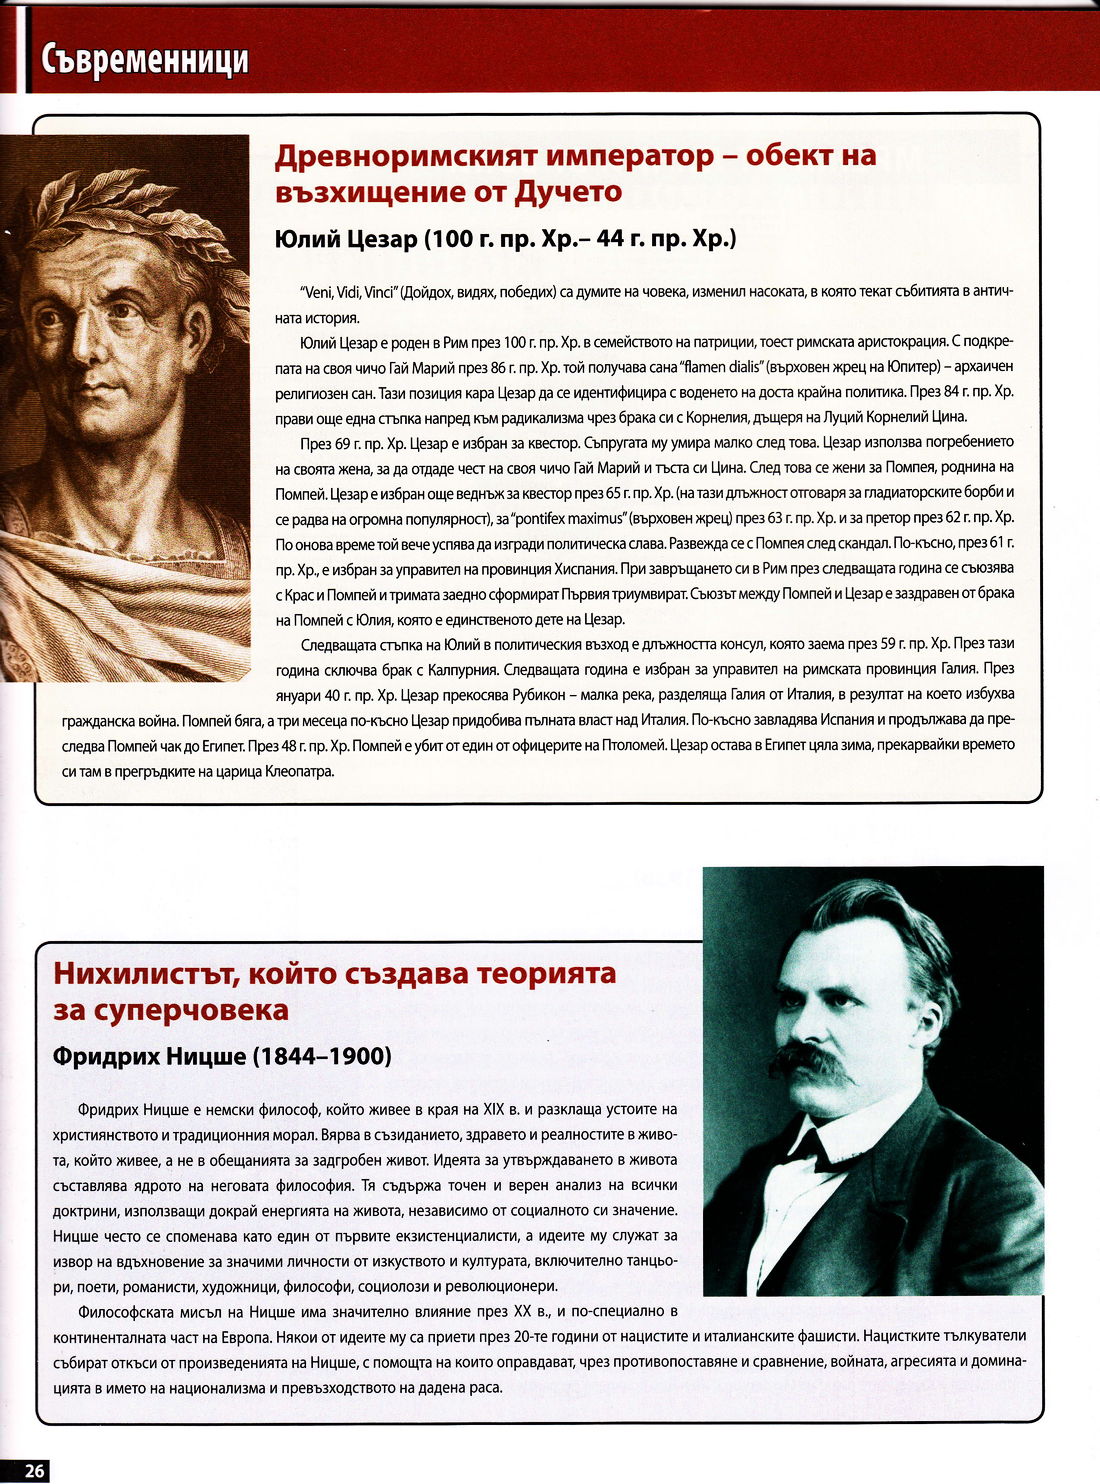 Съвременници
Древноримският император – обект на
възхищение от Дучето
Юлий Цезар (100 г. пр. Хр.– 44 г. пр. Хр.)
“Veni, Vidi, Vinci” (Дойдох, видях, победих) са думите на човека, изменил насоката, в която текат събитията в антич-
ната история.
Юлий Цезар е роден в Рим през 100 г. пр. Хр. в семейството на патриции, тоест римската аристокрация. С подкре-
пата на своя чичо Гай Марий през 86 г. пр. Хр. той получава сана “flamen dialis” (върховен жрец на Юпитер) – архаичен
религиозен сан. Тази позиция кара Цезар да се идентифицира с воденето на доста крайна политика. През 84 г. пр. Хр.
прави още една стъпка напред към радикализма чрез брака си с Корнелия, дъщеря на Луций Корнелий Цина.
През 69 г. пр. Хр. Цезар е избран за квестор. Съпругата му умира малко след това. Цезар използва погребението
на своята жена, за да отдаде чест на своя чичо Гай Марий и тъста си Цина. След това се жени за Помпея, роднина на
Помпей. Цезар е избран още веднъж за квестор през 65 г. пр. Хр. (на тази длъжност отговаря за гладиаторските борби и
се радва на огромна популярност), за “pontifex maximus” (върховен жрец) през 63 г. пр. Хр. и за претор през 62 г. пр. Хр.
По онова време той вече успява да изгради политическа слава. Развежда се с Помпея след скандал. По-късно, през 61 г.
пр. Хр., е избран за управител на провинция Хиспания. При завръщането си в Рим през следващата година се съюзява
с Крас и Помпей и тримата заедно сформират Първия триумвират. Съюзът между Помпей и Цезар е заздравен от брака
на Помпей с Юлия, която е единственото дете на Цезар.
Следващата стъпка на Юлий в политическия възход е длъжността консул, която заема през 59 г. пр. Хр. През тази
година сключва брак с Калпурния. Следващата година е избран за управител на римската провинция Галия. През
януари 40 г. пр. Хр. Цезар прекосява Рубикон – малка река, разделяща Галия от Италия, в резултат на което избухва
гражданска война. Помпей бяга, а три месеца по-късно Цезар придобива пълната власт над Италия. По-късно завладява Испания и продължава да пре-
следва Помпей чак до Египет. През 48 г. пр. Хр. Помпей е убит от един от офицерите на Птоломей. Цезар остава в Египет цяла зима, прекарвайки времето
си там в прегръдките на царица Клеопатра.
Нихилистът, който създава теорията
за суперчовека
Фридрих Ницше (1844–1900)
Фридрих Ницше е немски философ, който живее в края на XIX в. и разклаща устоите на
християнството и традиционния морал. Вярва в съзиданието, здравето и реалностите в живо-
та, който живее, а не в обещанията за задгробен живот. Идеята за утвърждаването в живота
съставлява ядрото на неговата философия. Тя съдържа точен и верен анализ на всички
доктрини, използващи докрай енергията на живота, независимо от социалното си значение.
Ницше често се споменава като един от първите екзистенциалисти, а идеите му служат за
извор на вдъхновение за значими личности от изкуството и културата, включително танцьо-
ри, поети, романисти, художници, философи, социолози и революционери.
Философската мисъл на Ницше има значително влияние през XX в., и по-специално в
континенталната част на Европа. Някои от идеите му са приети през 20-те години от нацистите и италианските фашисти. Нацистките тълкуватели
събират откъси от произведенията на Ницше, с помощта на които оправдават, чрез противопоставяне и сравнение, войната, агресията и домина-
цията в името на национализма и превъзходството на дадена раса.
26